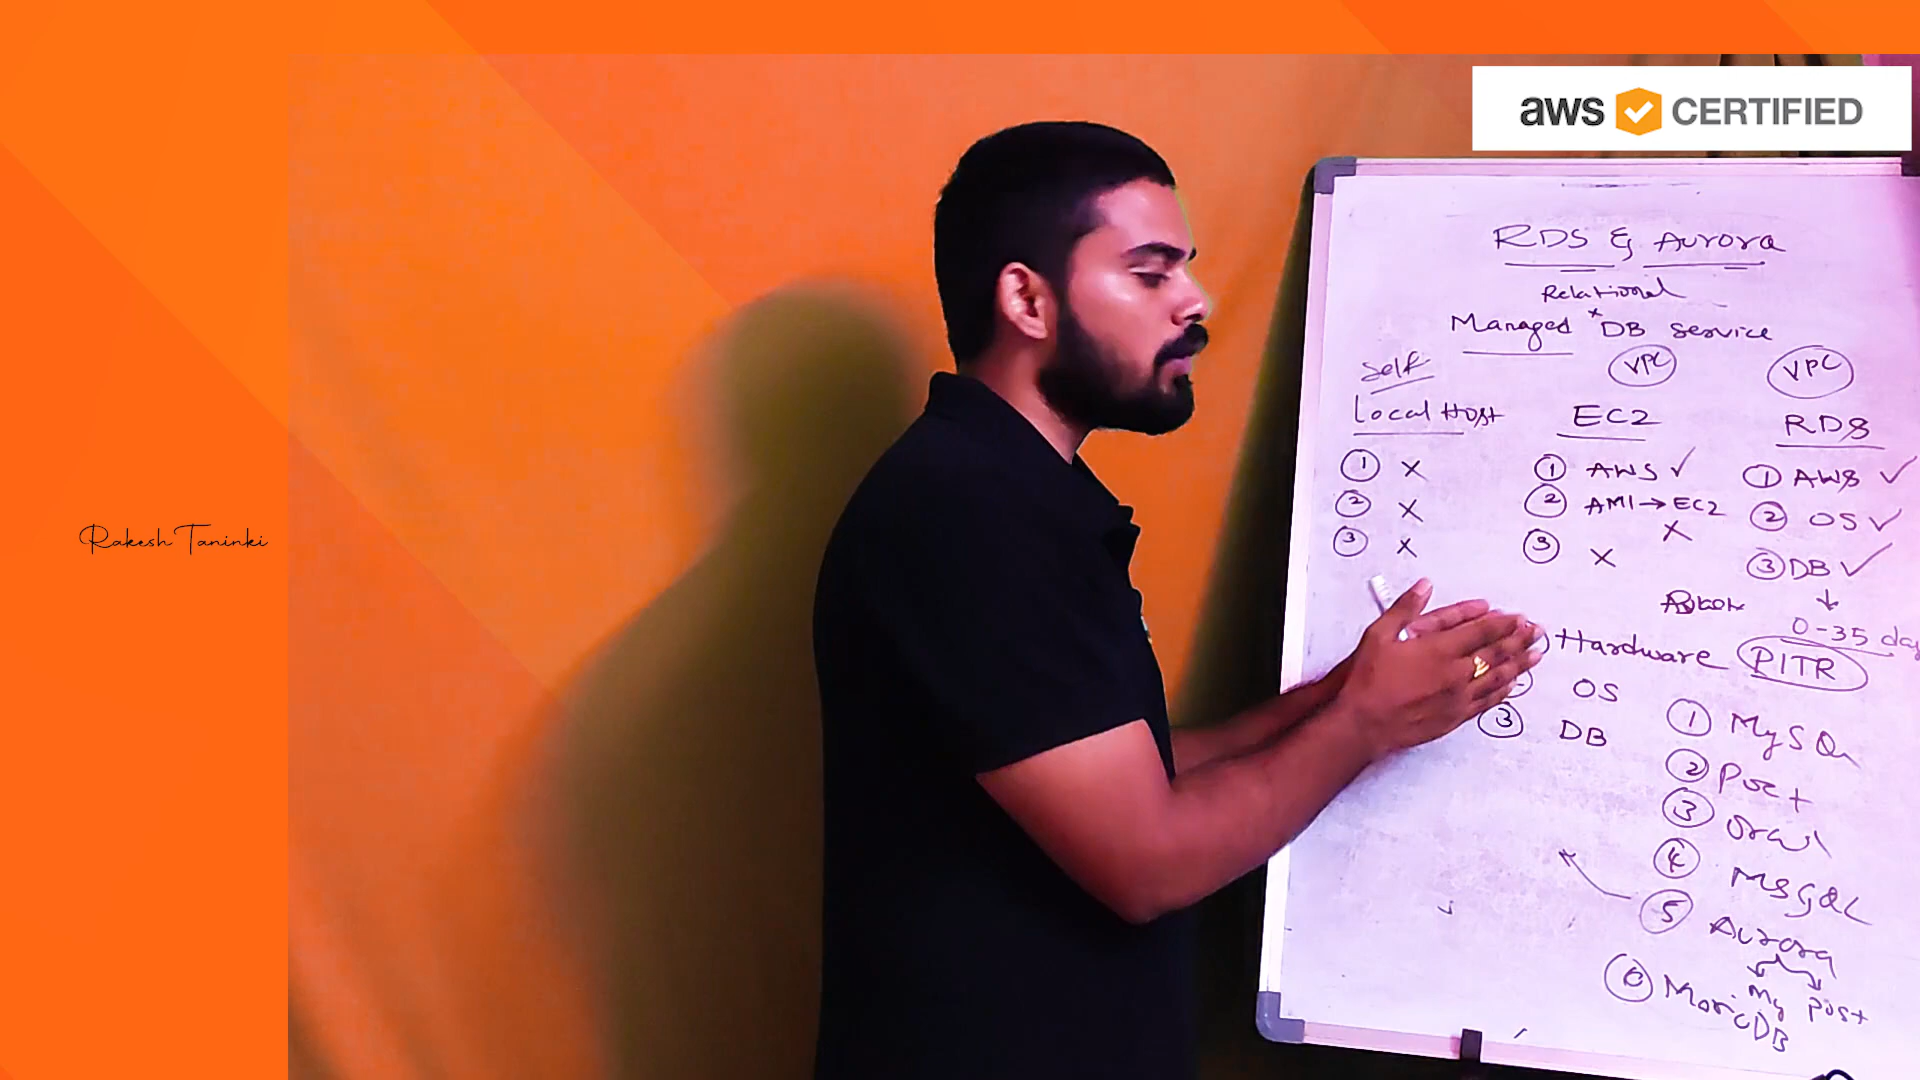 aws CERTIFIED
Rakesh Taninki
RDS & Aurora
Relational
Managed DB Service
Self
VPC
VPC
Local Host
EC2
RDS
1 X
2 X
3 X
1 AWS ✓
2 AMI → EC2
X
3 X
1 AWS ✓
2 OS ✓
3 DB ✓
0-35 day
Hardware
PITR
OS
3 DB
1 MySQL
2 Post
3
4 MSSQL
5 Aurora
My Post
6
DB